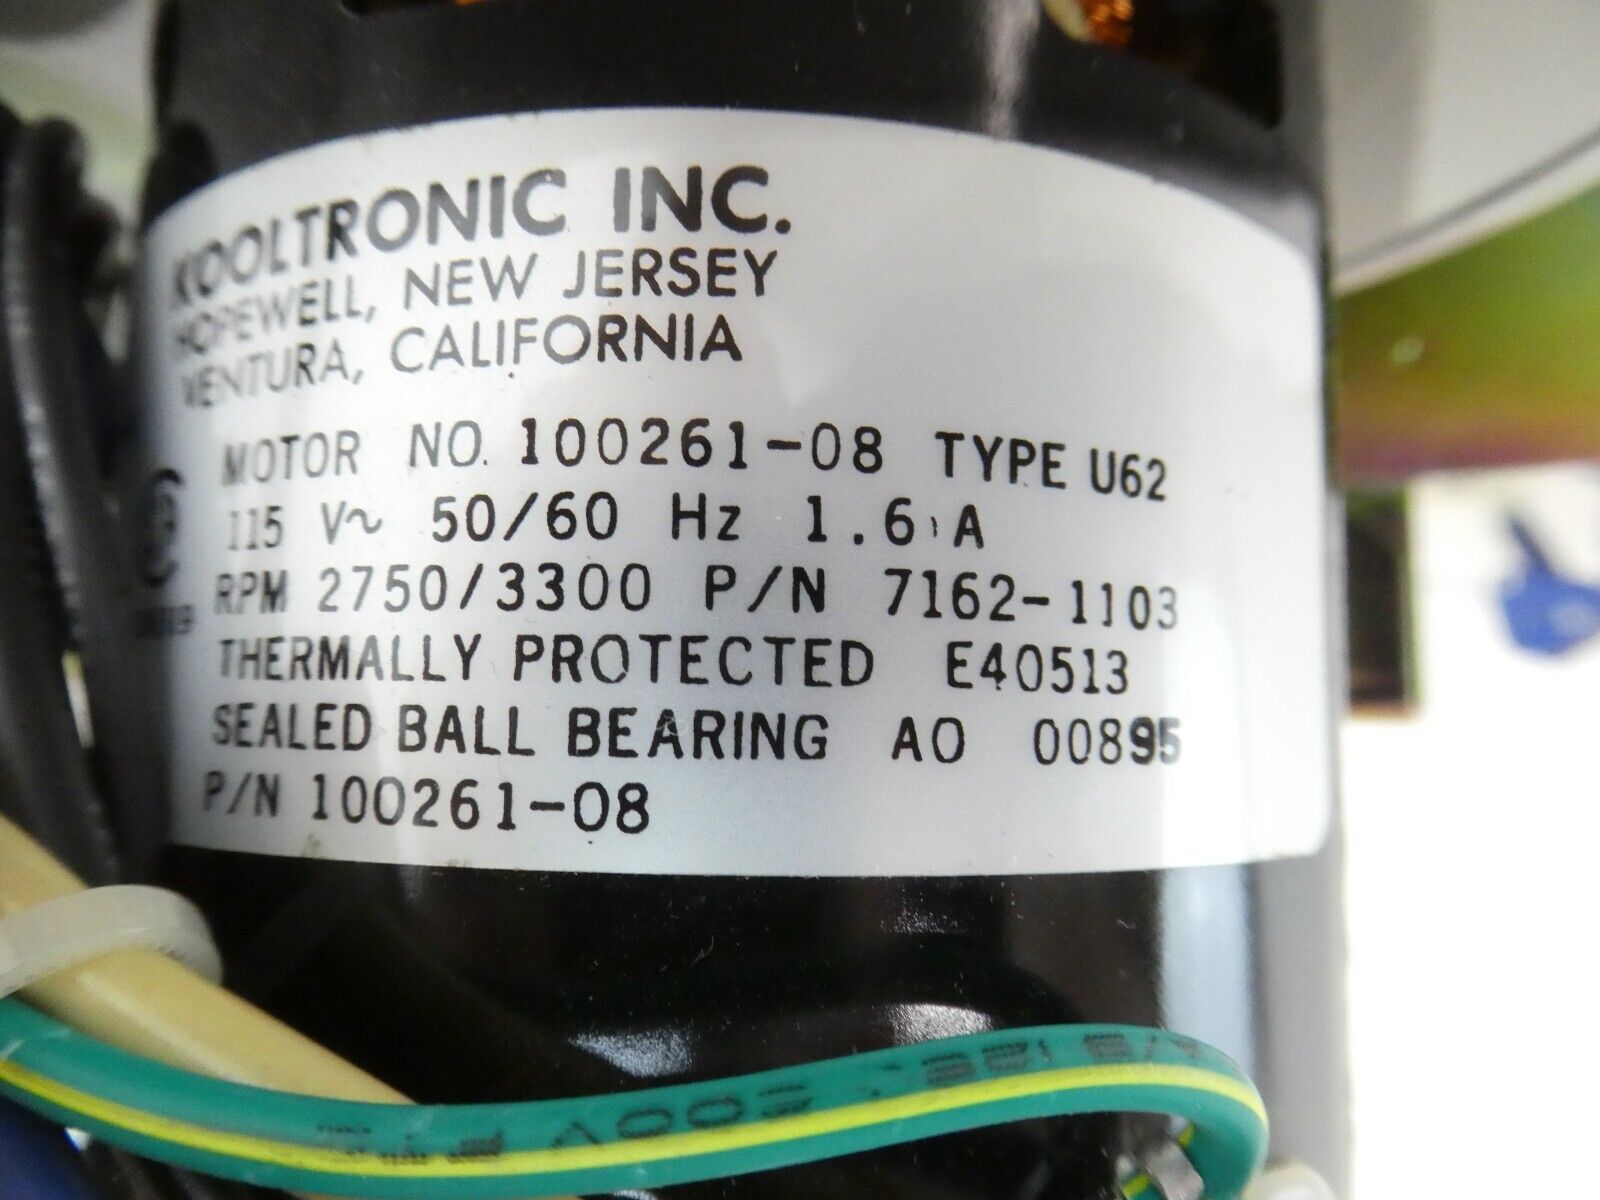 KOOLTRONIC INC.
HOPEWELL, NEW JERSEY
VENTURA, CALIFORNIA
MOTOR NO. 100261-08 TYPE U62
115 V~ 50/60 Hz 1.6 A
RPM 2750/3300 P/N 7162-1103
THERMALLY PROTECTED E40513
SEALED BALL BEARING AO 00895
P/N 100261-08